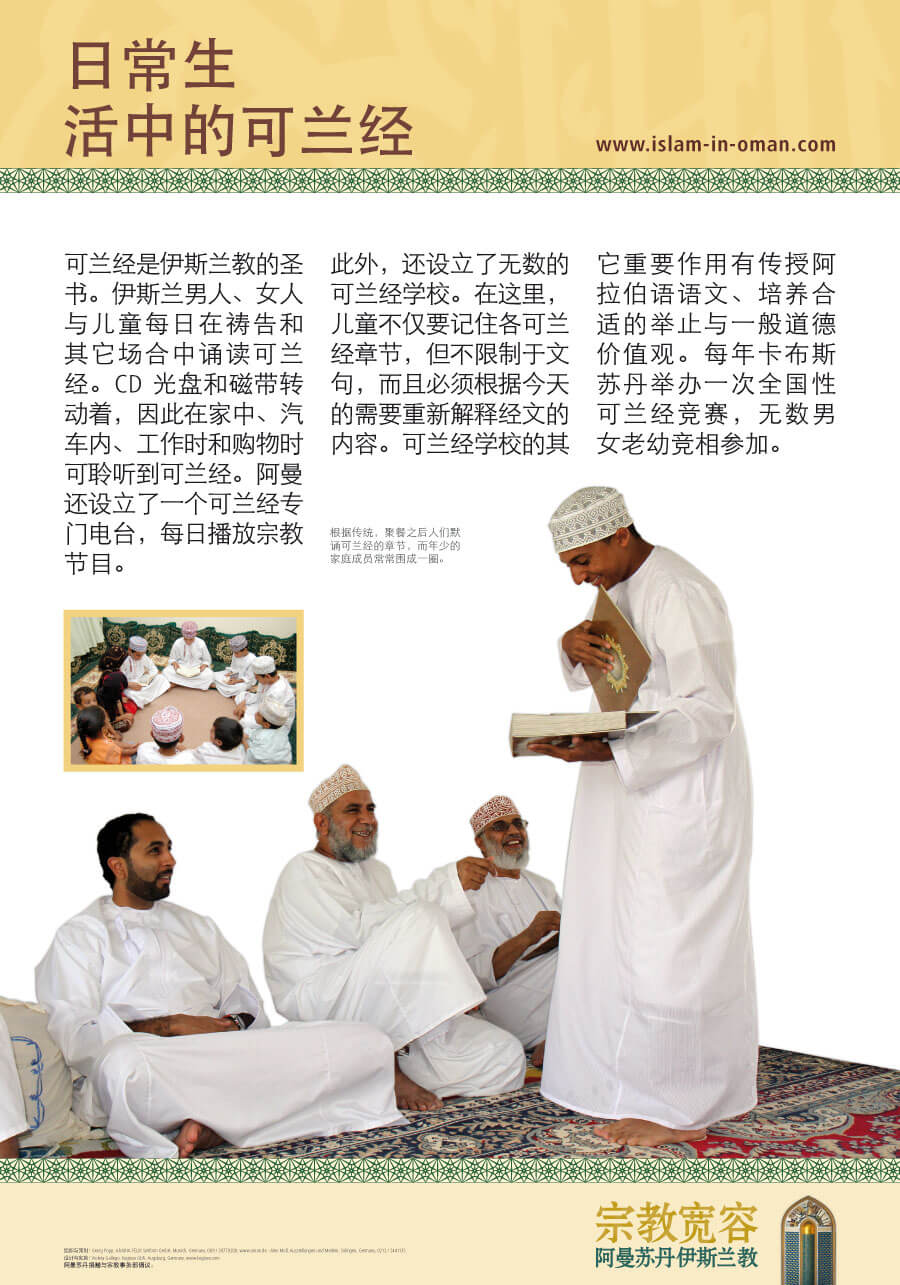 日常生
活中的可兰经
www.islam-in-oman.com
可兰经是伊斯兰教的圣
书。伊斯兰男人、女人
与儿童每日在祷告和
其它场合中诵读可兰
经。CD 光盘和磁带转
动着，因此在家中、汽
车内、工作时和购物时
可聆听到可兰经。阿曼
还设立了一个可兰经专
门电台，每日播放宗教
节目。
此外，还设立了无数的
可兰经学校。在这里，
儿童不仅要记住各可兰
经章节，但不限制于文
句，而且必须根据今天
的需要重新解释经文的
内容。可兰经学校的其
它重要作用有传授阿
拉伯语语文、培养合
适的举止与一般道德
价值观。每年卡布斯
苏丹举办一次全国性
可兰经竞赛，无数男
女老幼竞相参加。
根据传统，聚餐之后人们默
诵可兰经的章节，而年少的
家庭成员常常围成一圈。
宗教宽容
阿曼苏丹伊斯兰教